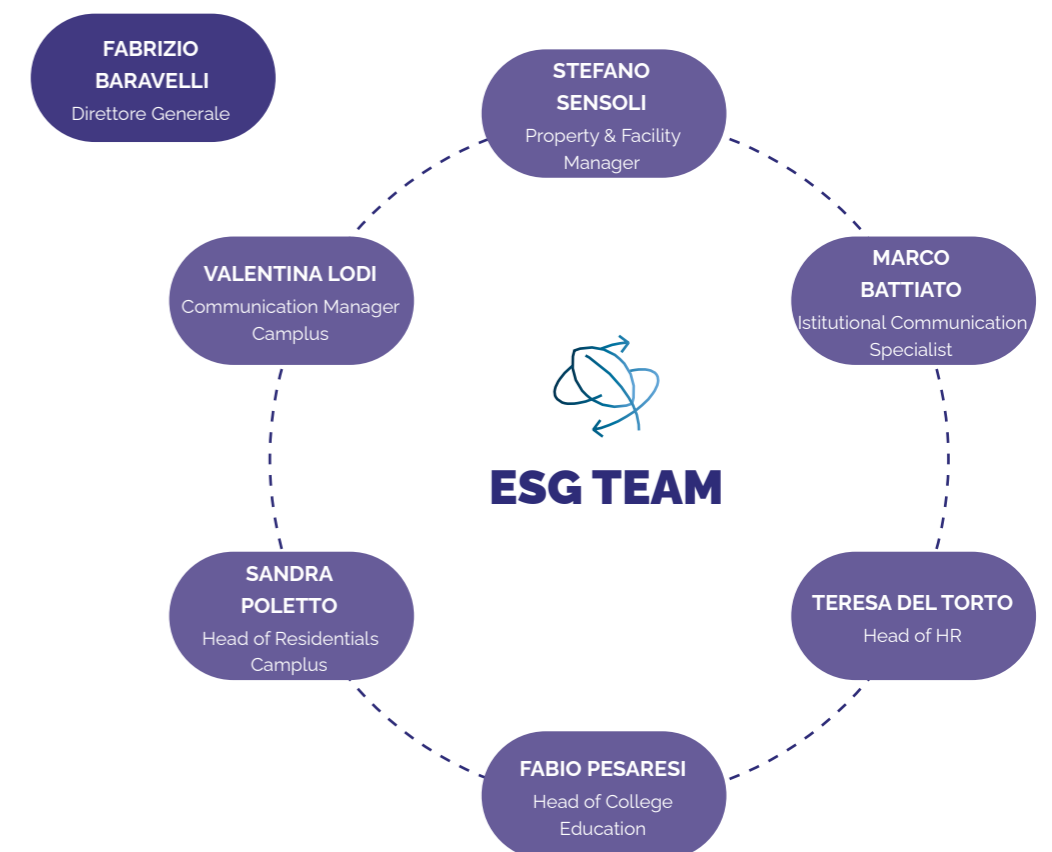 FABRIZIO
BARAVELLI
Direttore Generale
STEFANO
SENSOLI
Property & Facility
Manager
VALENTINA LODI
Communication Manager
Camplus
MARCO
BATTIATO
Istitutional Communication
Specialist
ESG TEAM
SANDRA
POLETTO
Head of Residentials
Camplus
TERESA DEL TORTO
Head of HR
FABIO PESARESI
Head of College
Education